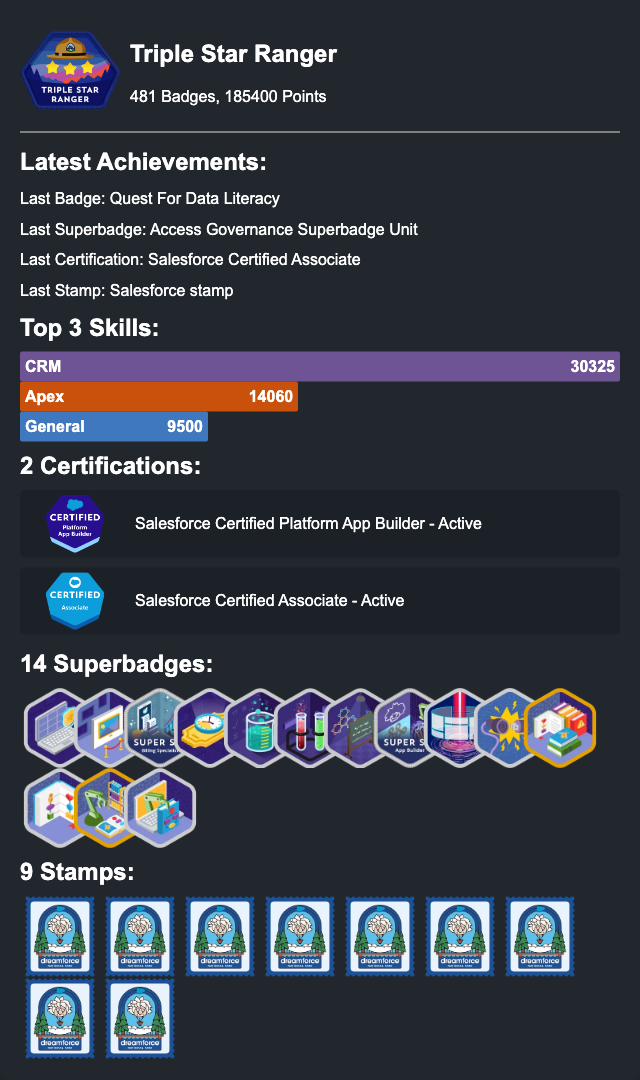 Triple Star Ranger
TRIPLE STAR
RANGER
481 Badges, 185400 Points
Latest Achievements:
Last Badge: Quest For Data Literacy
Last Superbadge: Access Governance Superbadge Unit
Last Certification: Salesforce Certified Associate
Last Stamp: Salesforce stamp
Top 3 Skills:
CRM 30325
Apex 14060
General 9500
2 Certifications:
CERTIFIED
Platform
App Builder
Salesforce Certified Platform App Builder - Active
CERTIFIED
Associate
Salesforce Certified Associate - Active
14 Superbadges:
SUPER S
SUPER S
App Builder
9 Stamps:
dreamforce
dreamforce
dreamforce
dreamforce
dreamforce
dreamforce
dreamforce
dreamforce
dreamforce